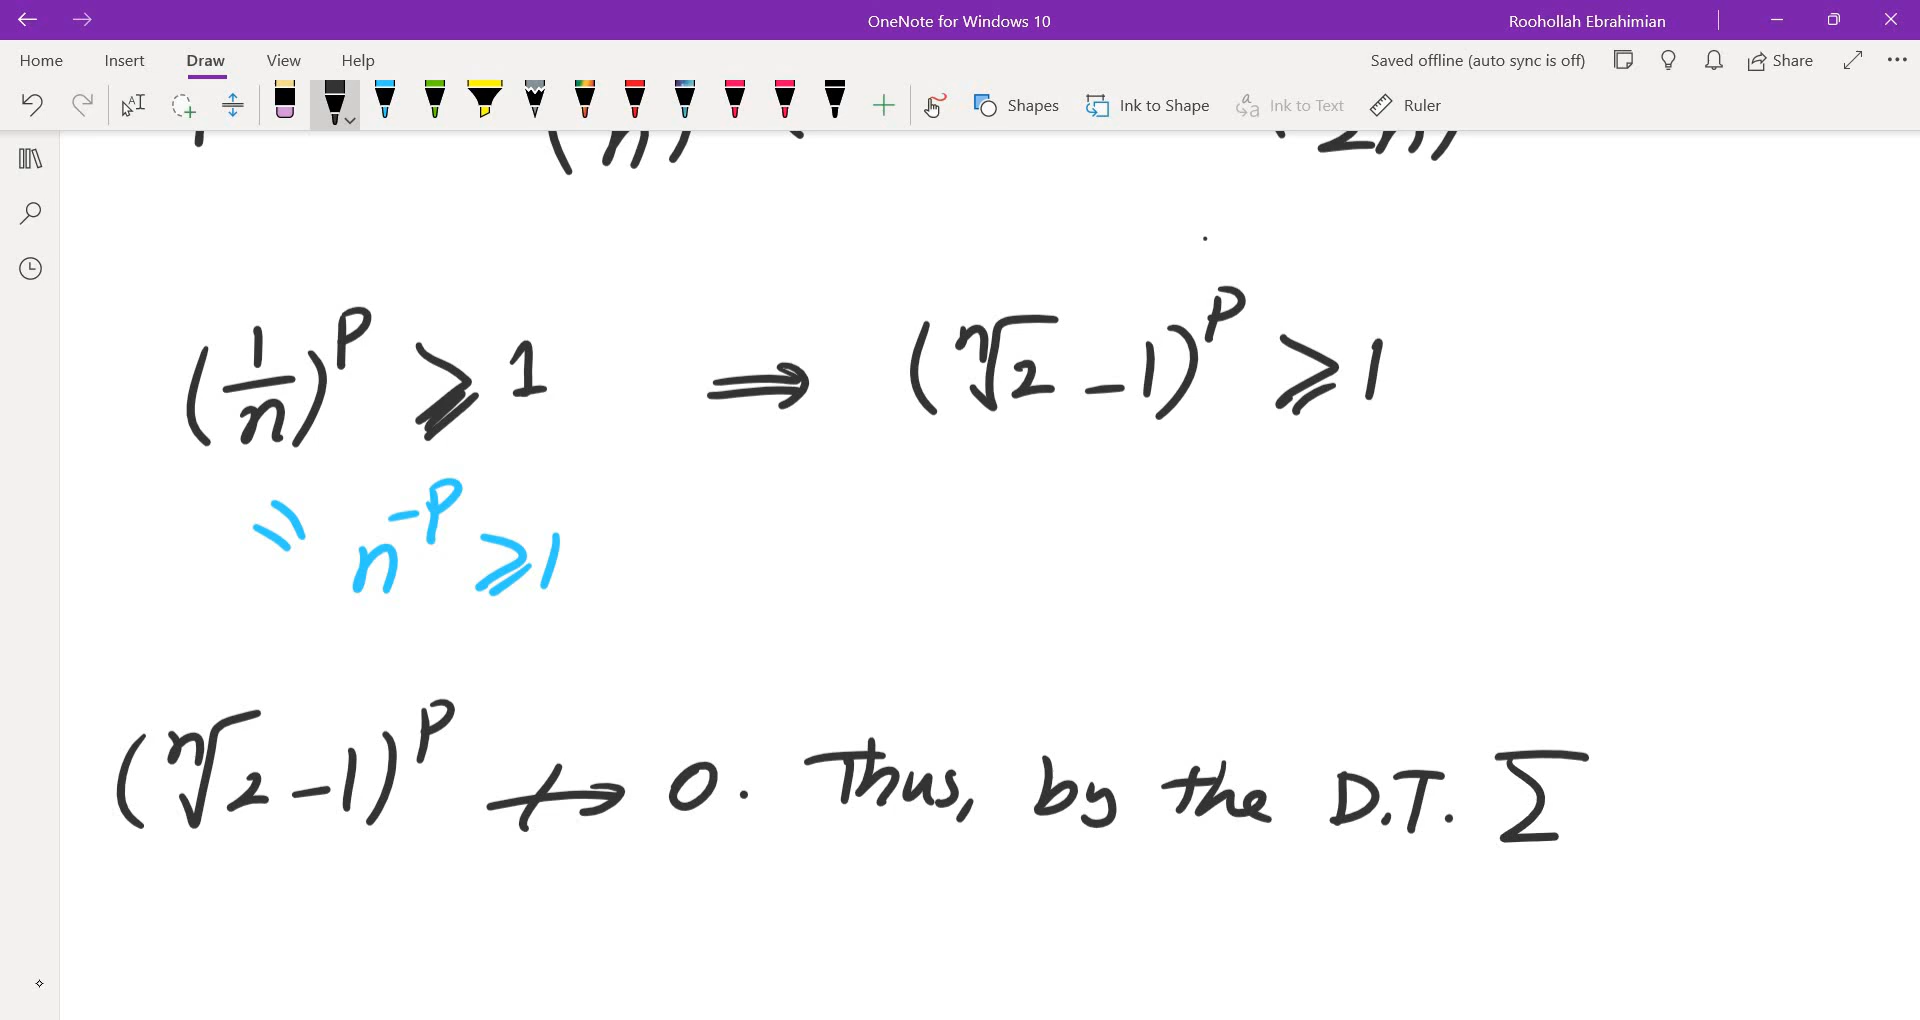 OneNote for Windows 10
Roohollah Ebrahimian
Home Insert Draw View Help
Saved offline (auto sync is off) Share
Shapes Ink to Shape Ink to Text Ruler
(1/n)^P ≥ 1 ⟹ (ⁿ√2 - 1)^P ≥ 1
n^-P ≥ 1
(ⁿ√2 - 1)^P ↛ 0. Thus, by the D.T. Σ